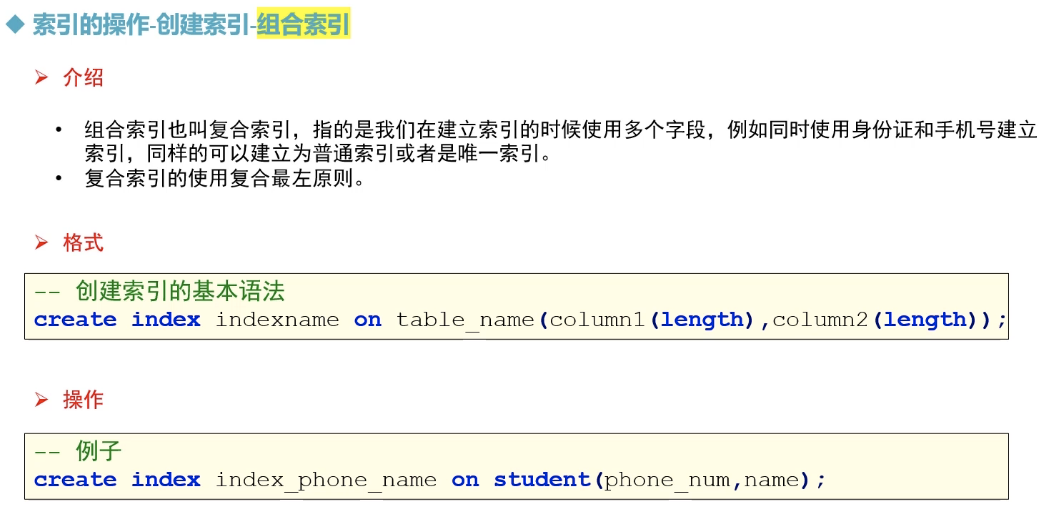 ◆ 索引的操作-创建索引-组合索引
➢ 介绍
• 组合索引也叫复合索引，指的是我们在建立索引的时候使用多个字段，例如同时使用身份证和手机号建立
索引，同样的可以建立为普通索引或者是唯一索引。
• 复合索引的使用复合最左原则。
➢ 格式
-- 创建索引的基本语法
create index indexname on table_name(column1(length),column2(length));
➢ 操作
-- 例子
create index index_phone_name on student(phone_num,name);